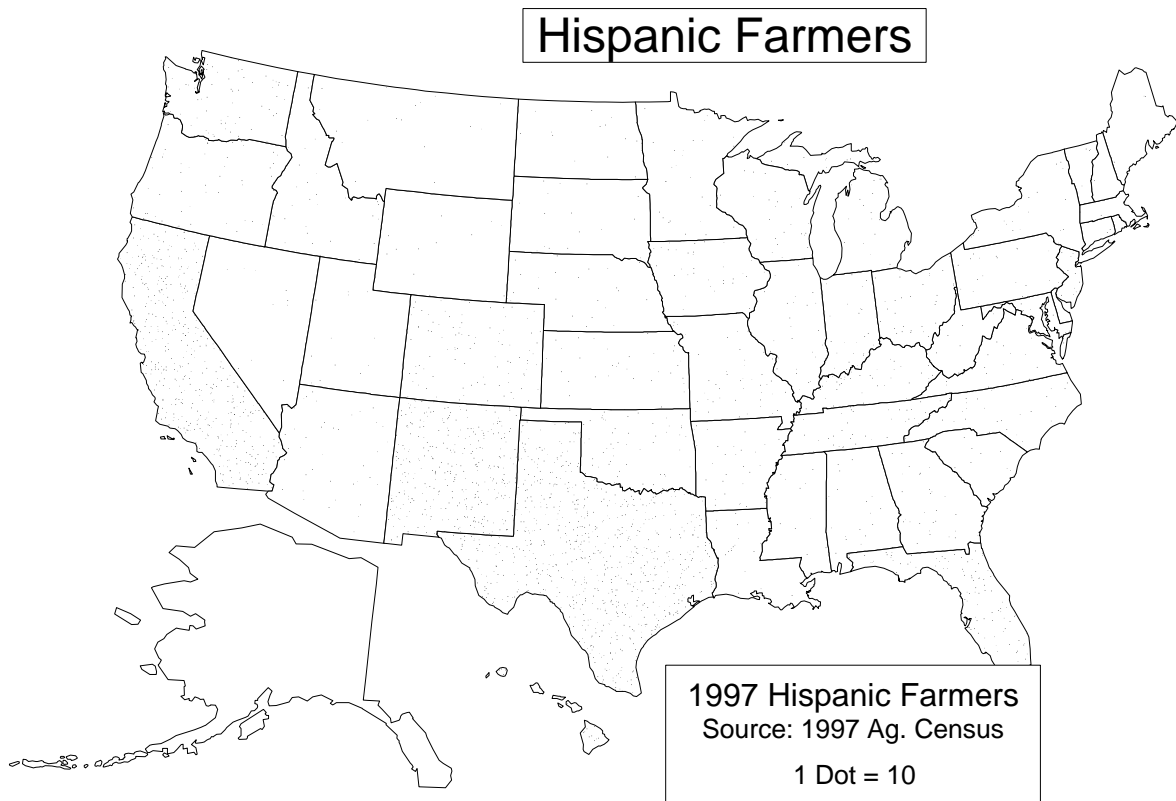 Hispanic Farmers
1997 Hispanic Farmers
Source: 1997 Ag. Census
1 Dot = 10